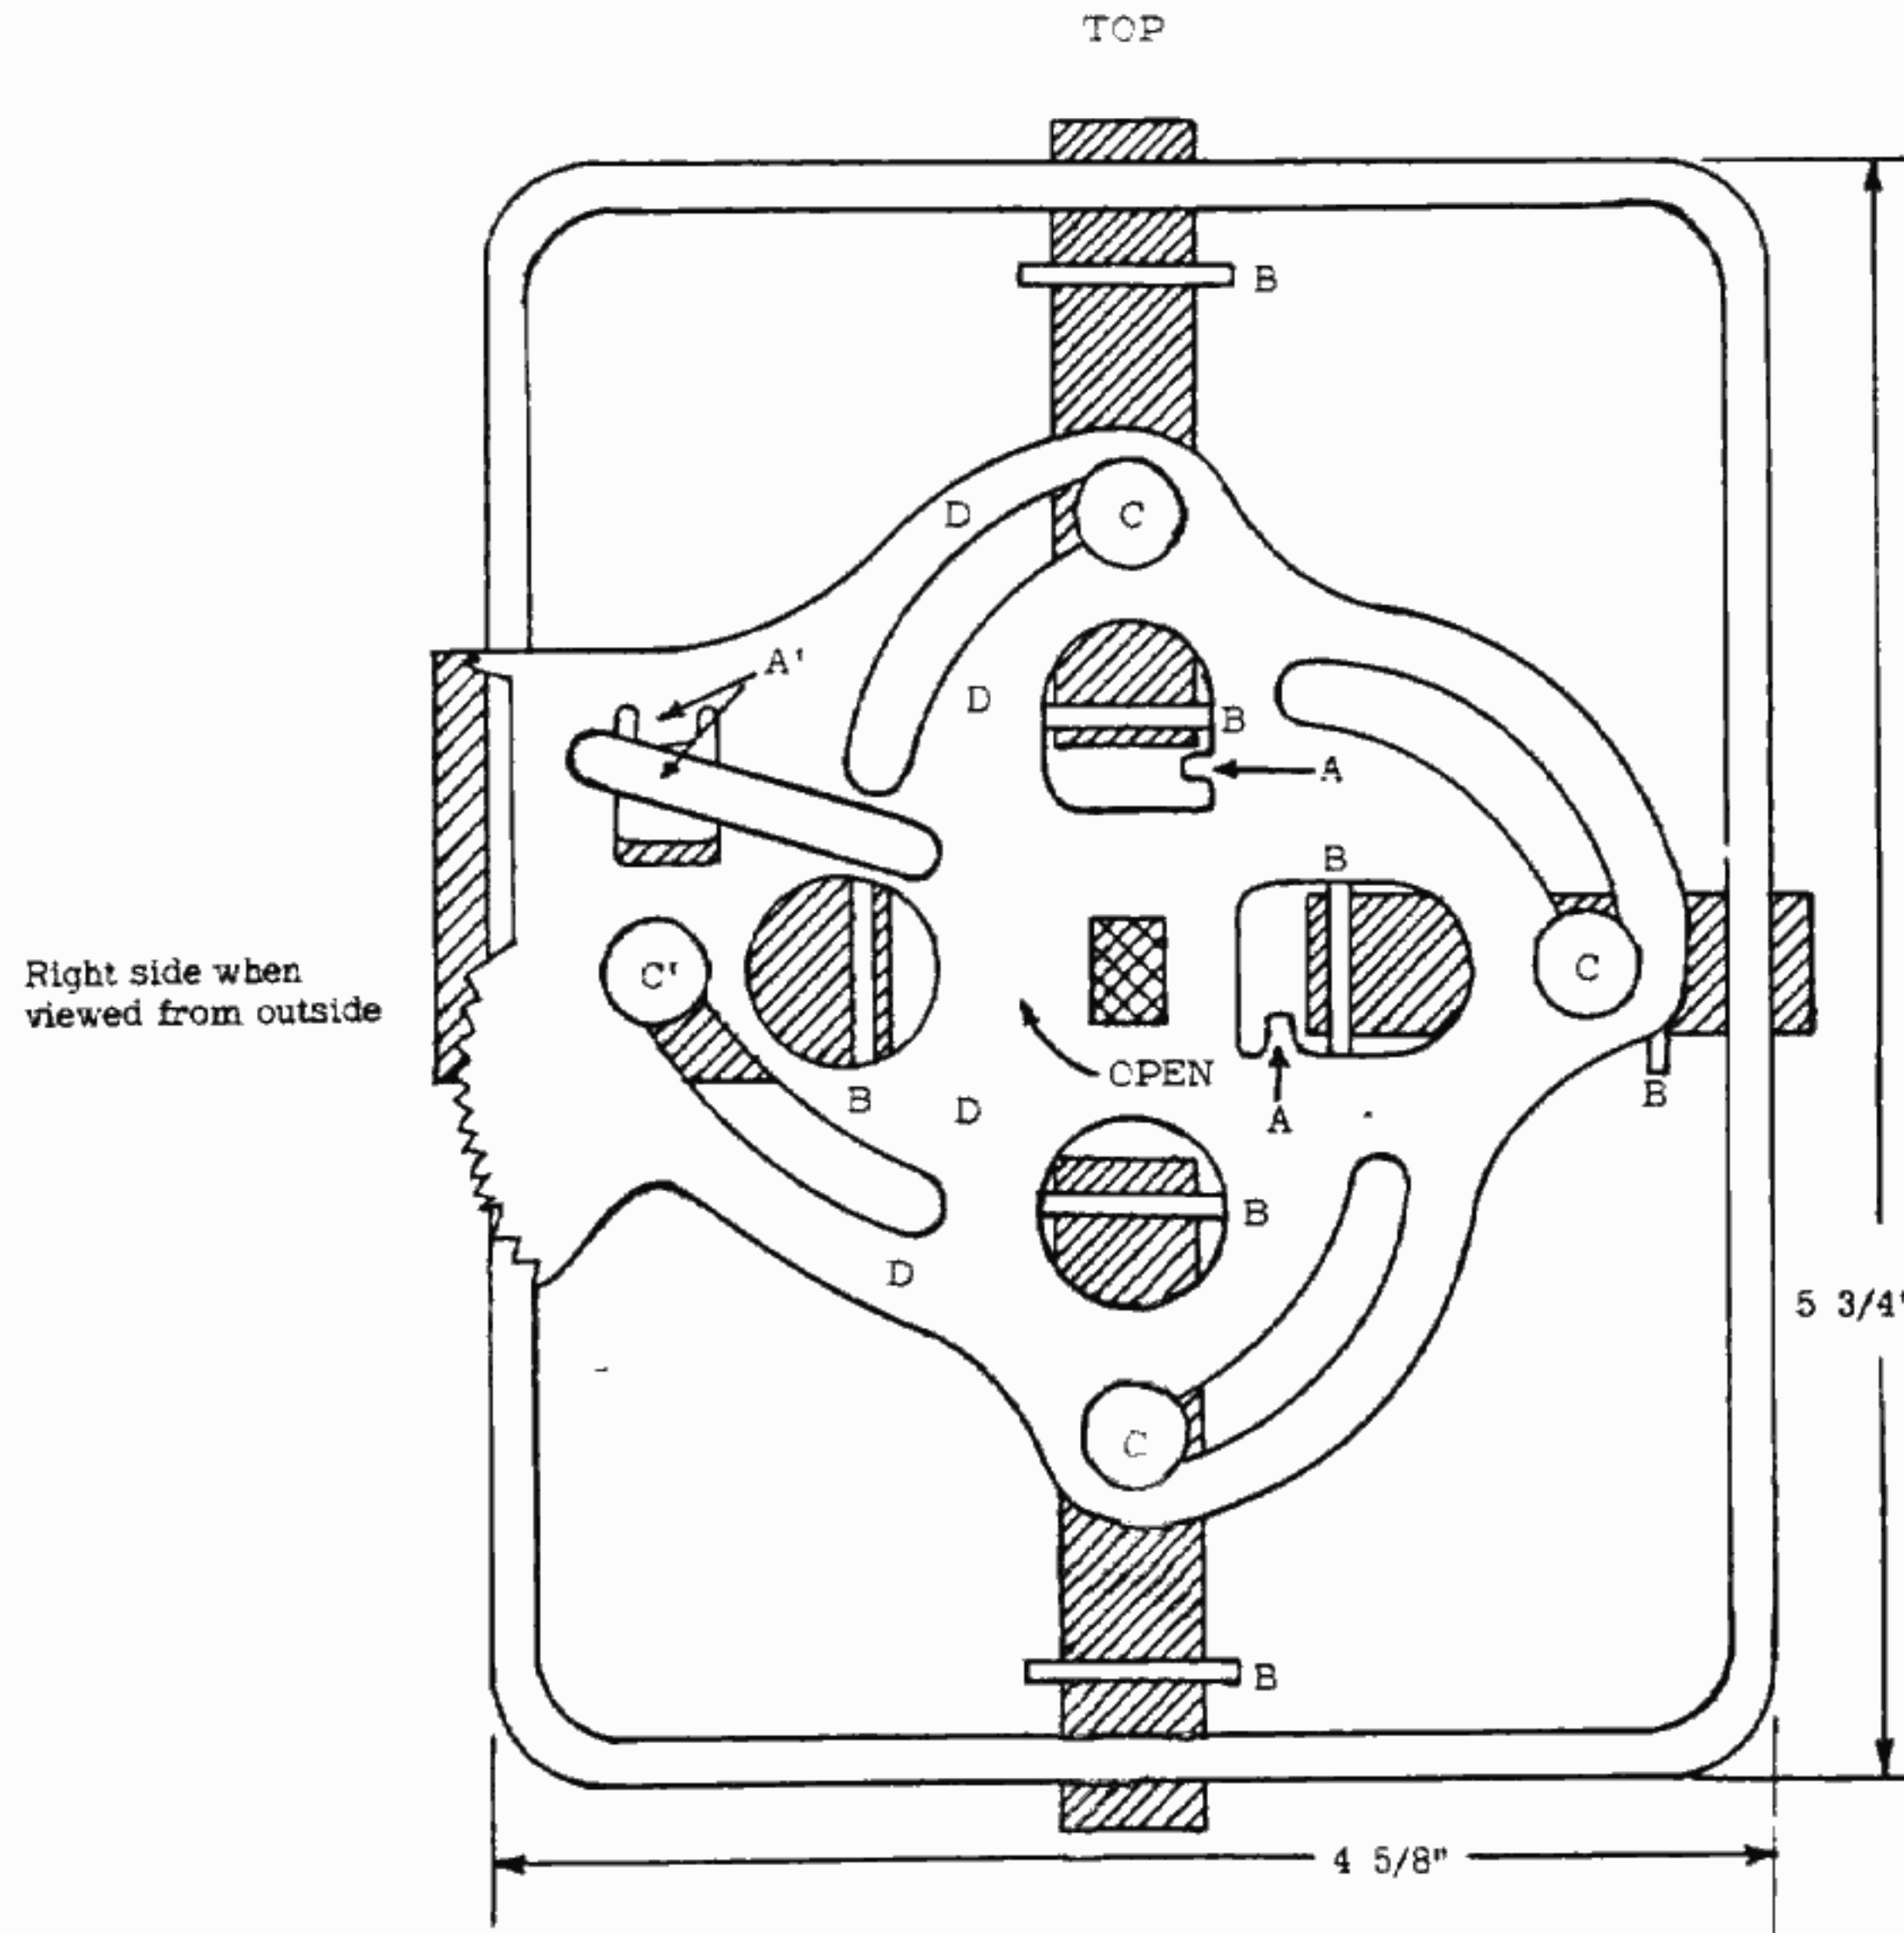 TOP
B
D
C
A'
D
B
A
B
Right side when
viewed from outside
C'
C
OPEN
B
D
A
B
B
D
5 3/4"
C
B
4 5/8"